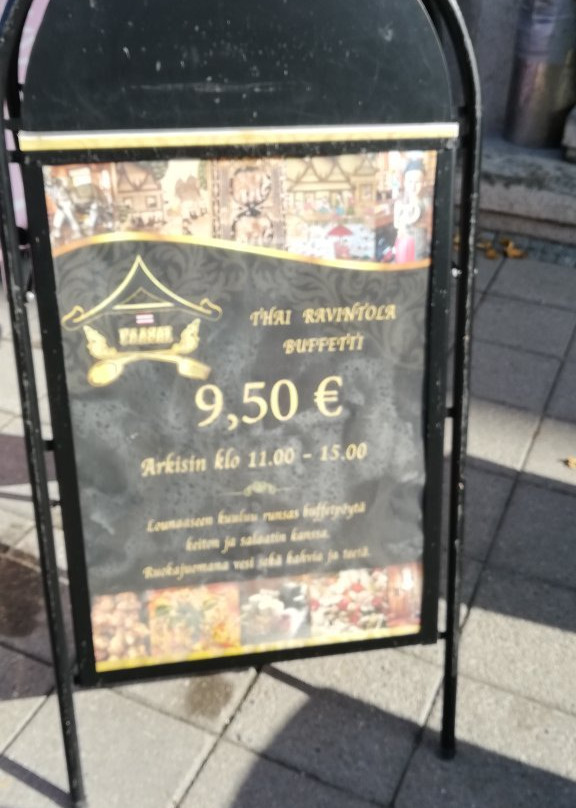 THAI RAVINTOLA
BUFFETTI
9,50 €
Arkisin klo 11.00 - 15.00
Lounaaseen kuuluu runsas buffetpöytä
keiton ja salaatin kanssa.
Ruokajuomana vesi sekä kahvia ja teetä.